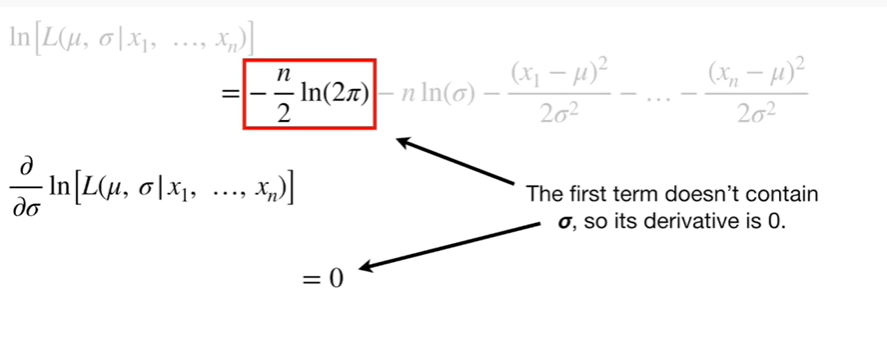 ln[L(μ, σ|x₁, …, xₙ)]
= −n/2 ln(2π) − n ln(σ) − (x₁ − μ)²/2σ² − … − (xₙ − μ)²/2σ²
∂/∂σ ln[L(μ, σ|x₁, …, xₙ)]
The first term doesn’t contain
σ, so its derivative is 0.
= 0